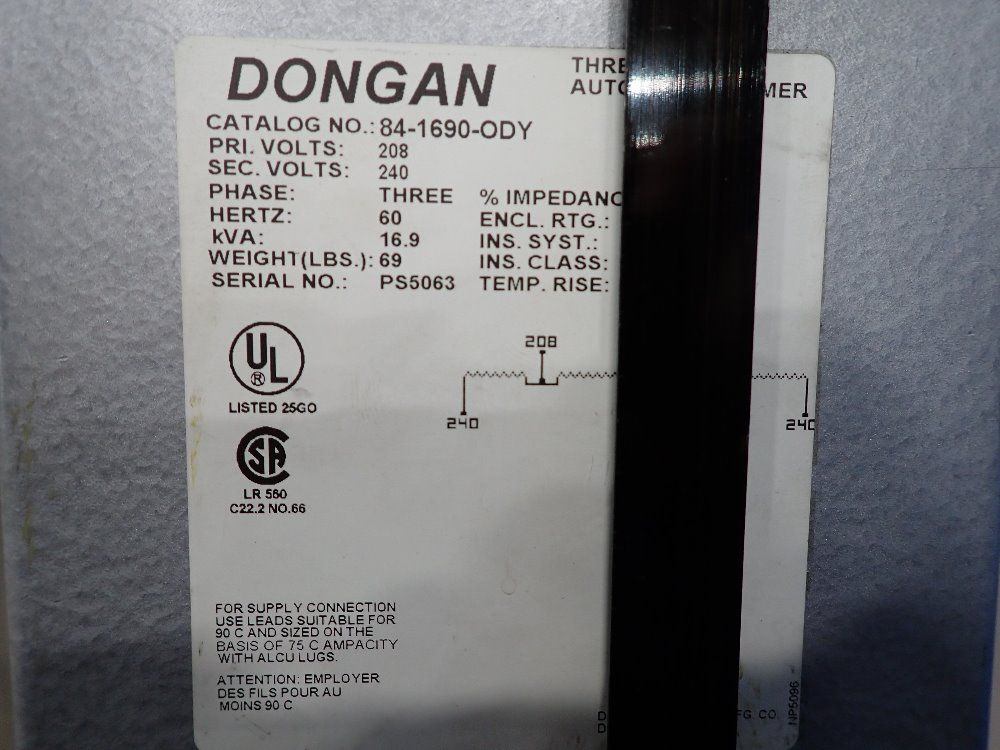 DONGAN
THRE
AUTO MER
CATALOG NO.: 84-1690-ODY
PRI. VOLTS: 208
SEC. VOLTS: 240
PHASE: THREE % IMPEDANC
HERTZ: 60 ENCL. RTG.:
kVA: 16.9 INS. SYST.:
WEIGHT(LBS.): 69 INS. CLASS:
SERIAL NO.: PS5063 TEMP. RISE:
208
240
240
UL
®
LISTED 25GO
SA
LR 560
C22.2 NO.66
FOR SUPPLY CONNECTION
USE LEADS SUITABLE FOR
90 C AND SIZED ON THE
BASIS OF 75 C AMPACITY
WITH ALCU LUGS.
ATTENTION: EMPLOYER
DES FILS POUR AU
MOINS 90 C
D FG. CO.
D
NP5096